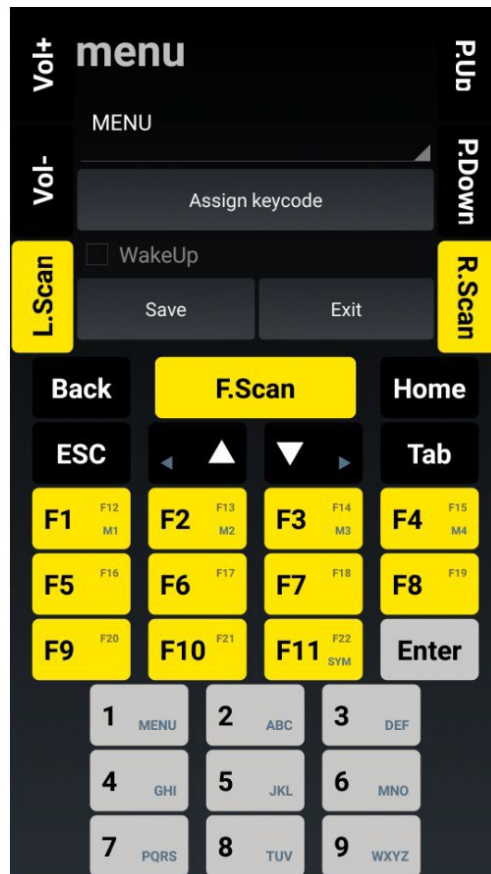 Vol+
menu
P.Up
MENU
Vol-
P.Down
Assign keycode
L.Scan
WakeUp
R.Scan
Save Exit
Back F.Scan Home
ESC Tab
F1 F12 M1 F2 F13 M2 F3 F14 M3 F4 F15 M4
F5 F16 F6 F17 F7 F18 F8 F19
F9 F20 F10 F21 F11 F22 SYM Enter
1 MENU 2 ABC 3 DEF
4 GHI 5 JKL 6 MNO
7 PQRS 8 TUV 9 WXYZ